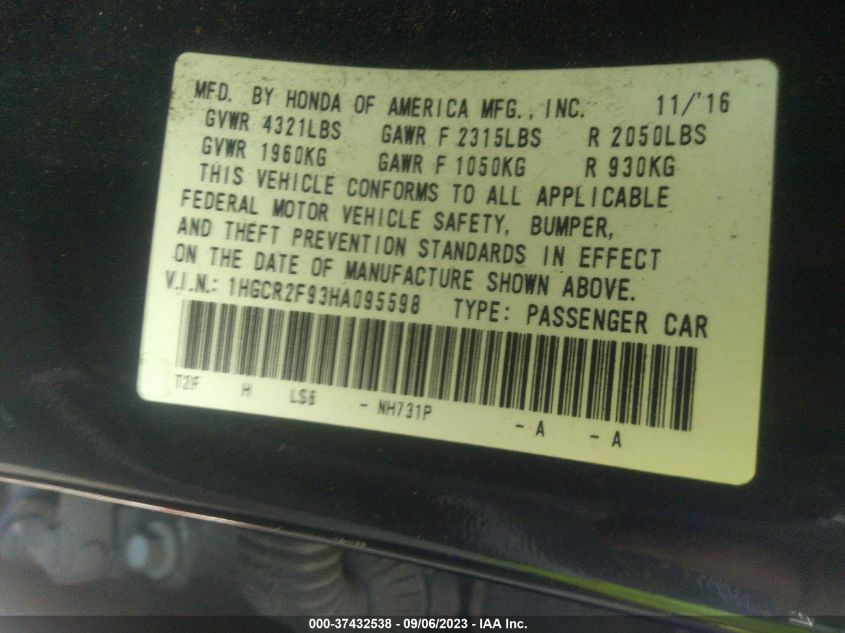 MFD. BY HONDA OF AMERICA MFG., INC. 11/'16
GVWR 4321LBS GAWR F 2315LBS R 2050LBS
GVWR 1960KG GAWR F 1050KG R 930KG
THIS VEHICLE CONFORMS TO ALL APPLICABLE
FEDERAL MOTOR VEHICLE SAFETY, BUMPER,
AND THEFT PREVENTION STANDARDS IN EFFECT
ON THE DATE OF MANUFACTURE SHOWN ABOVE.
V.I.N.: 1HGCR2F93HA095598 TYPE: PASSENGER CAR
T2IF H LS6 - NH731P - A - A
000-37432538 - 09/06/2023 - IAA Inc.